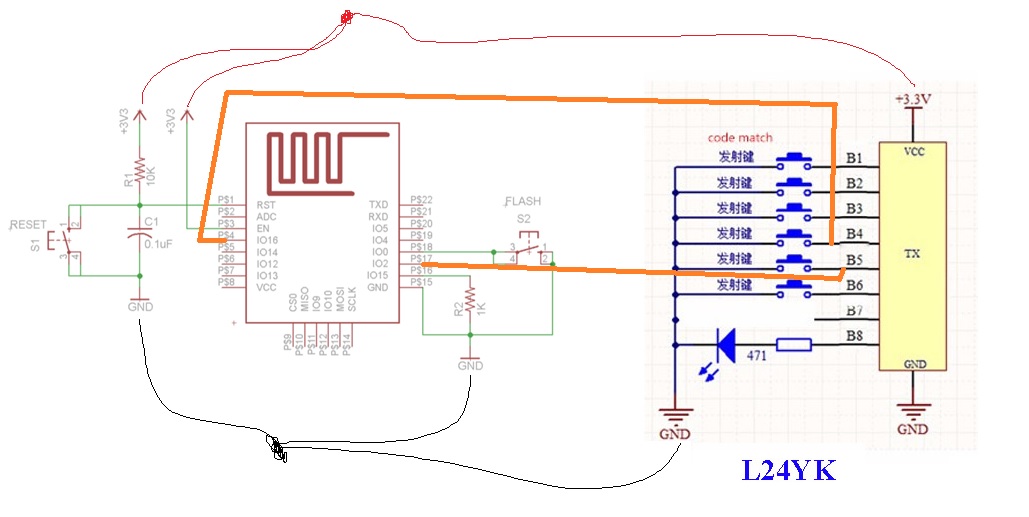 +3V3
+3V3
R1
10K
RESET
S1
1 2
3 4
C1
0.1uF
GND
P$1 RST
P$2 ADC
P$3 EN
P$4 IO16
P$5 IO14
P$6 IO12
P$7 IO13
P$8 VCC
TXD P$22
RXD P$21
IO5 P$20
IO4 P$19
IO0 P$18
IO2 P$17
IO15 P$16
GND P$15
CS0
MISO
IO9
IO10
MOSI
SCLK
P$9
P$10
P$11
P$12
P$13
P$14
+
FLASH
S2
3 1
4 2
R2
1K
GND
+3.3V
code match
VCC
发射键 B1
发射键 B2
发射键 B3
发射键 B4
TX
发射键 B5
发射键 B6
B7
471 B8
GND
GND
GND
L24YK